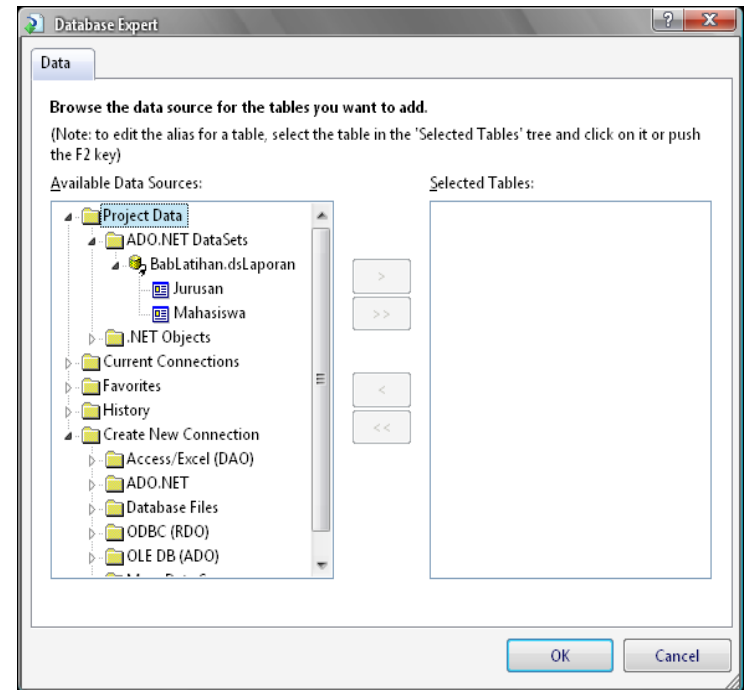 Database Expert
?
X
Data
Browse the data source for the tables you want to add.
(Note: to edit the alias for a table, select the table in the 'Selected Tables' tree and click on it or push
the F2 key)
Available Data Sources:
Selected Tables:
Project Data
ADO.NET DataSets
BabLatihan.dsLaporan
Jurusan
Mahasiswa
.NET Objects
Current Connections
Favorites
History
Create New Connection
Access/Excel (DAO)
ADO.NET
Database Files
ODBC (RDO)
OLE DB (ADO)
>
>>
<
<<
OK
Cancel